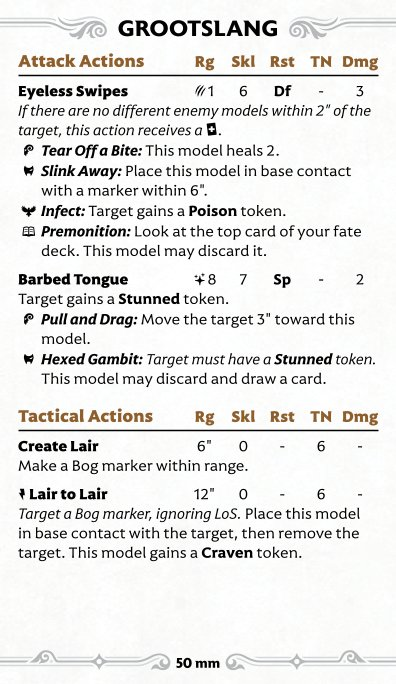 GROOTSLANG
Attack Actions Rg Skl Rst TN Dmg
Eyeless Swipes 1 6 Df - 3
If there are no different enemy models within 2" of the
target, this action receives a .
Tear Off a Bite: This model heals 2.
Slink Away: Place this model in base contact
with a marker within 6".
Infect: Target gains a Poison token.
Premonition: Look at the top card of your fate
deck. This model may discard it.
Barbed Tongue 8 7 Sp - 2
Target gains a Stunned token.
Pull and Drag: Move the target 3" toward this
model.
Hexed Gambit: Target must have a Stunned token.
This model may discard and draw a card.
Tactical Actions Rg Skl Rst TN Dmg
Create Lair 6" 0 - 6 -
Make a Bog marker within range.
Lair to Lair 12" 0 - 6 -
Target a Bog marker, ignoring LoS. Place this model
in base contact with the target, then remove the
target. This model gains a Craven token.
50 mm